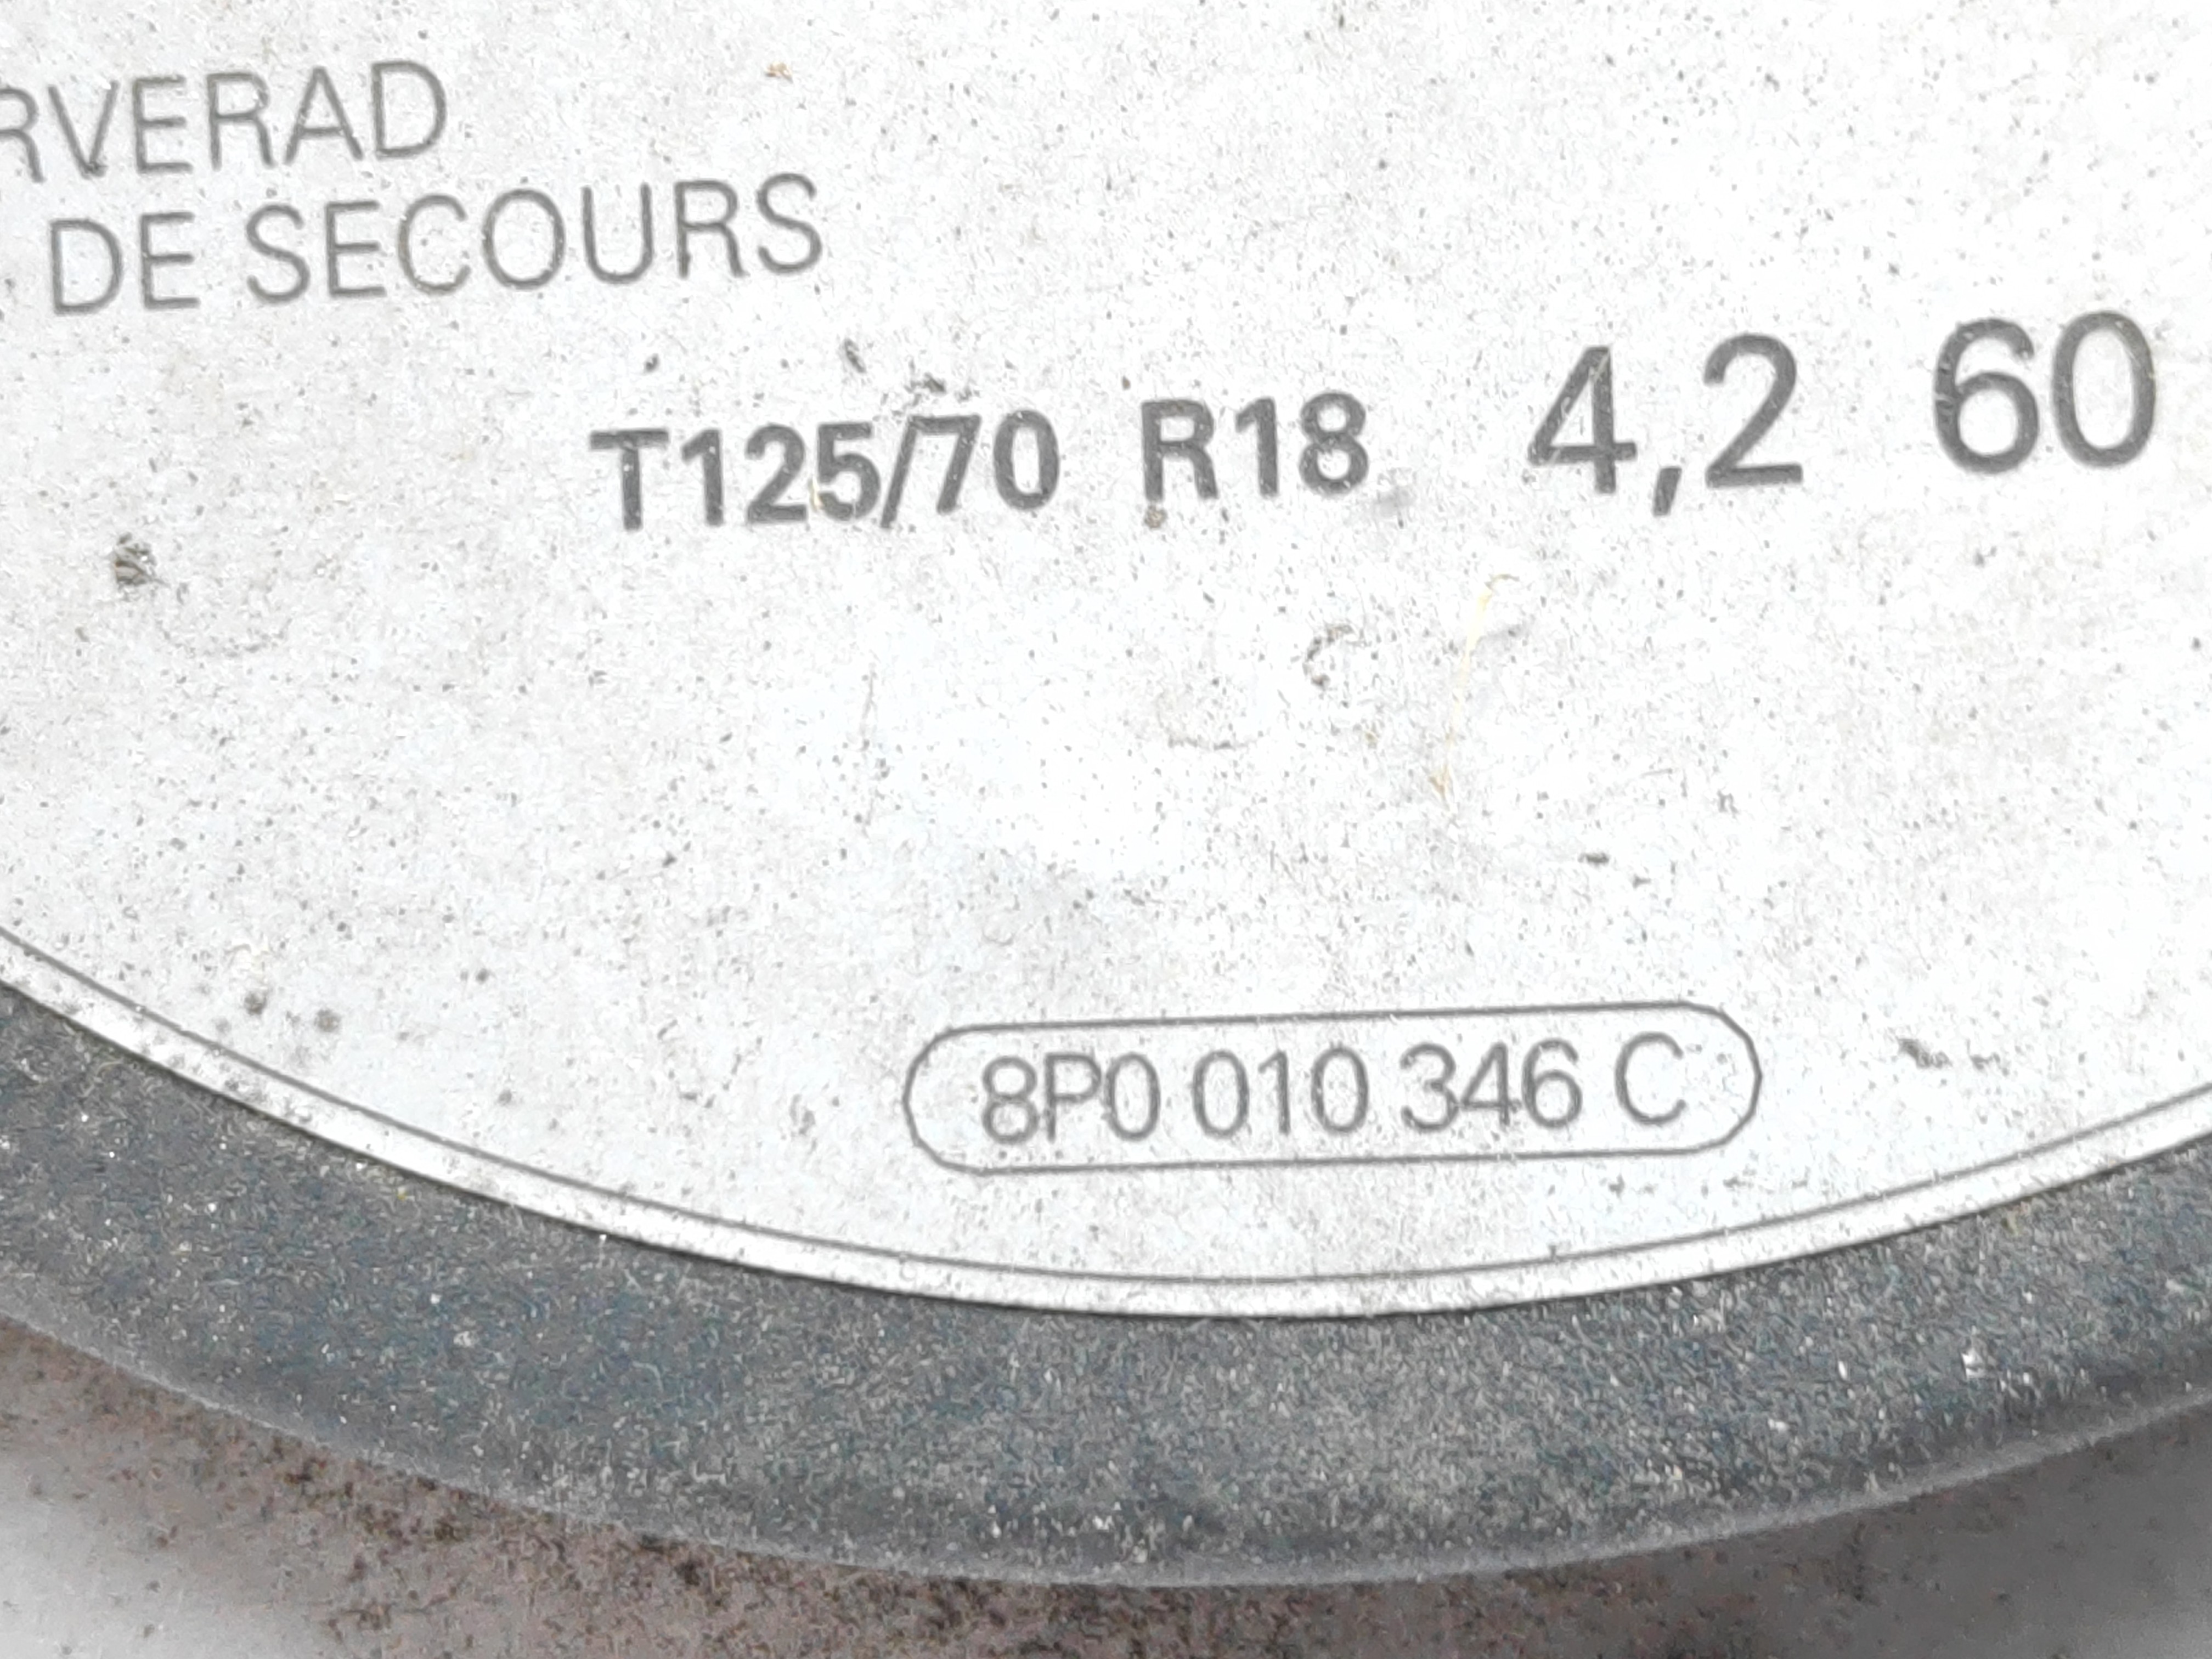 RVERAD
DE SECOURS
T125/70 R18 4,2 60
8P0 010 346 C